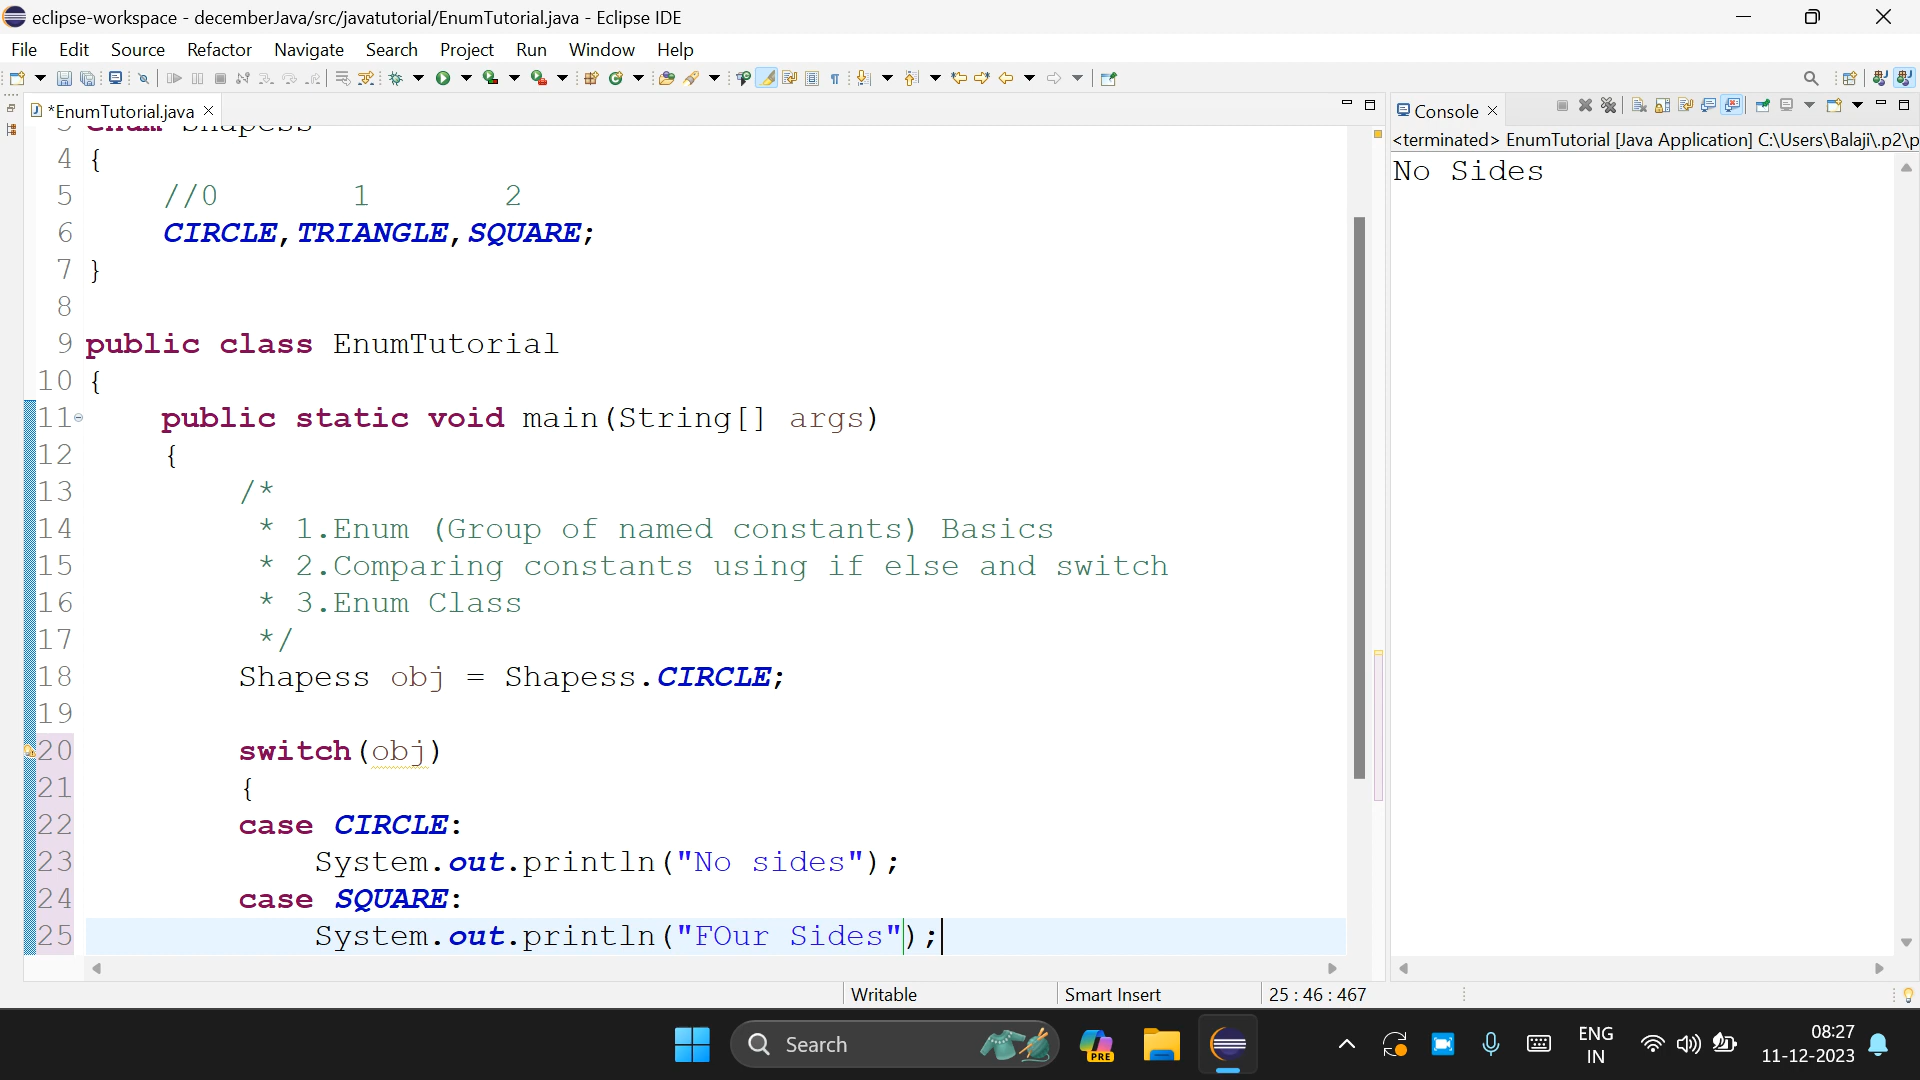 eclipse-workspace - decemberJava/src/javatutorial/EnumTutorial.java - Eclipse IDE
File Edit Source Refactor Navigate Search Project Run Window Help
*EnumTutorial.java
3 enum Shapess
4 {
5 //0 1 2
6 CIRCLE,TRIANGLE,SQUARE;
7 }
8
9 public class EnumTutorial
10 {
11 public static void main(String[] args)
12 {
13 /*
14 * 1.Enum (Group of named constants) Basics
15 * 2.Comparing constants using if else and switch
16 * 3.Enum Class
17 */
18 Shapess obj = Shapess.CIRCLE;
19
20 switch(obj)
21 {
22 case CIRCLE:
23 System.out.println("No sides");
24 case SQUARE:
25 System.out.println("FOur Sides");
Console
<terminated> EnumTutorial [Java Application] C:\Users\Balaji\.p2\p
No Sides
Writable Smart Insert 25 : 46 : 467
Search
PRE
ENG
IN
08:27
11-12-2023